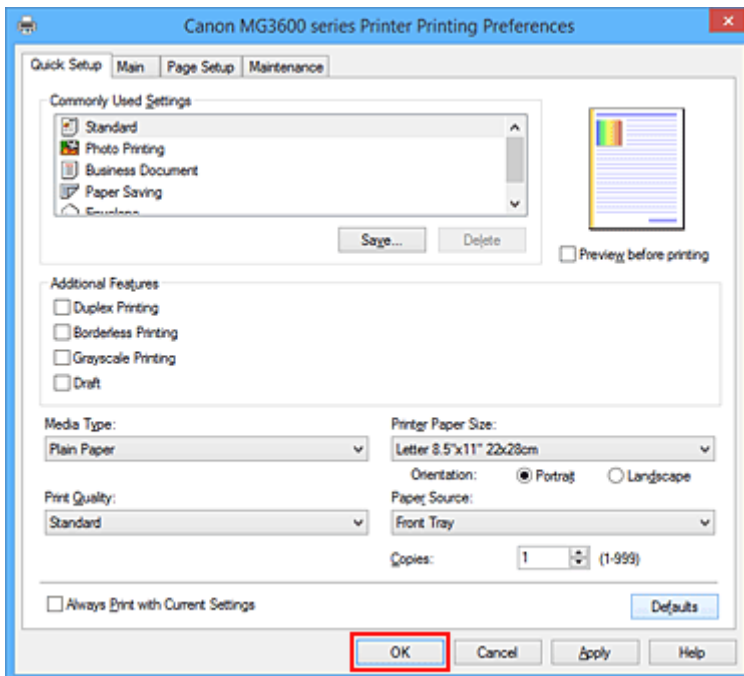 Canon MG3600 series Printer Printing Preferences
Quick Setup Main Page Setup Maintenance
Commonly Used Settings
Standard
Photo Printing
Business Document
Paper Saving
Envelope
Save... Delete
Preview before printing
Additional Features
Duplex Printing
Borderless Printing
Grayscale Printing
Draft
Media Type:
Plain Paper
Printer Paper Size:
Letter 8.5"x11" 22x28cm
Orientation: Portrait Landscape
Print Quality:
Standard
Paper Source:
Front Tray
Copies: 1 (1-999)
Always Print with Current Settings
Defaults
OK Cancel Apply Help